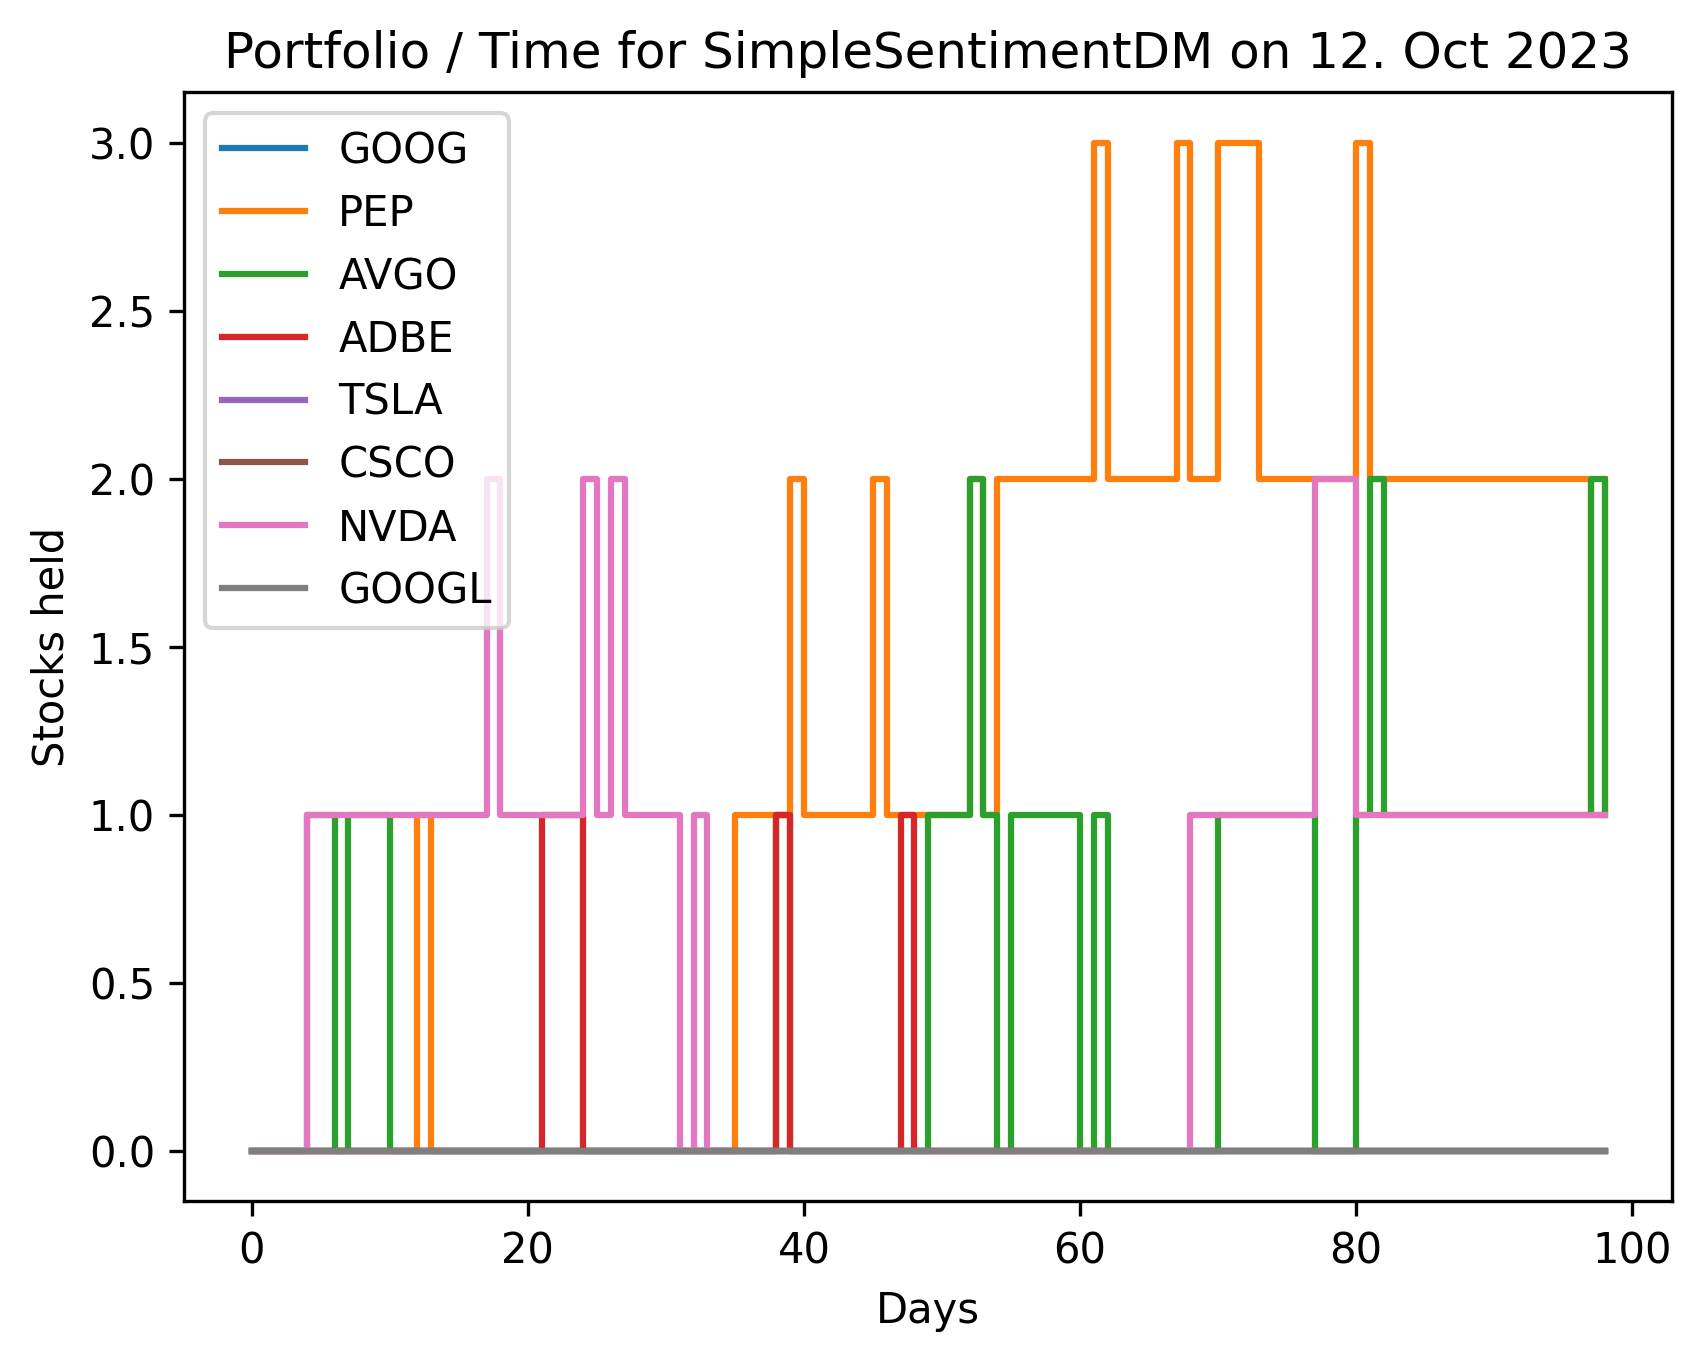 Portfolio / Time for SimpleSentimentDM on 12. Oct 2023
GOOG
PEP
AVGO
ADBE
TSLA
CSCO
NVDA
GOOGL
Stocks held
3.0
2.5
2.0
1.5
1.0
0.5
0.0
0 20 40 60 80 100
Days